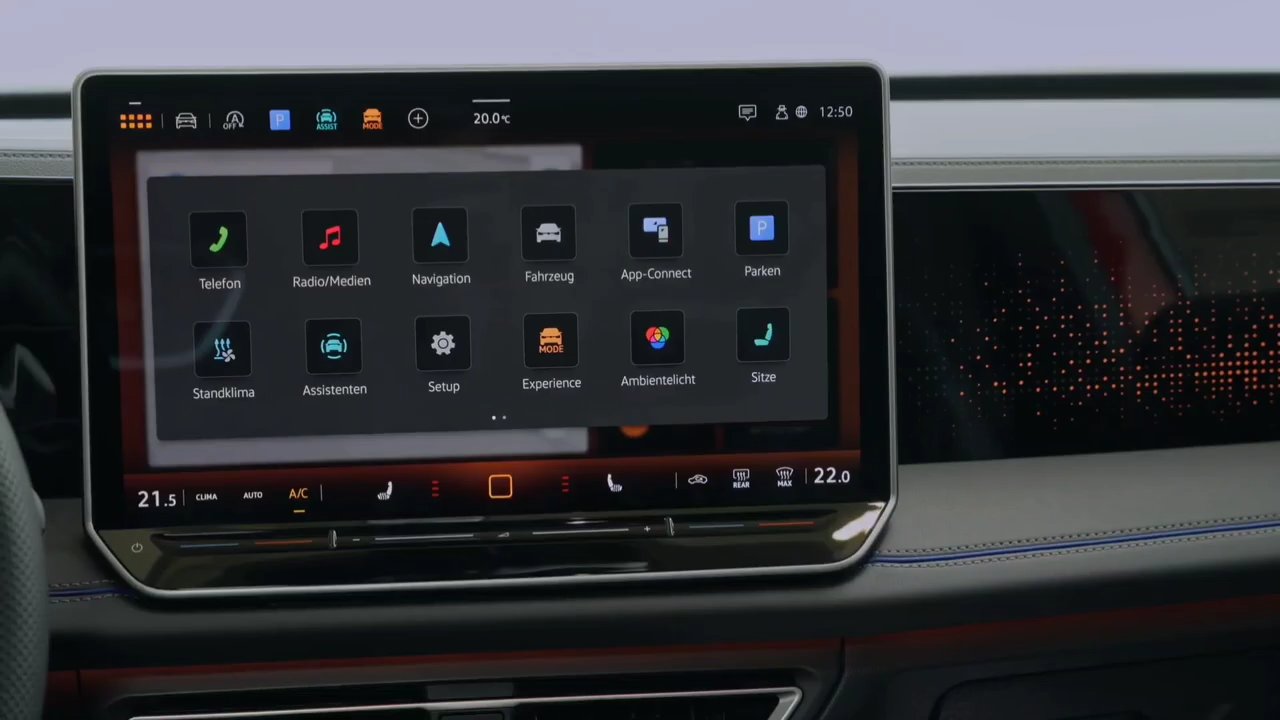 OFF P ASSIST MODE 20.0°C 12:50
P
Telefon Radio/Medien Navigation Fahrzeug App-Connect Parken
MODE
Standklima Assistenten Setup Experience Ambientelicht Sitze
21.5 CLIMA AUTO A/C REAR MAX 22.0